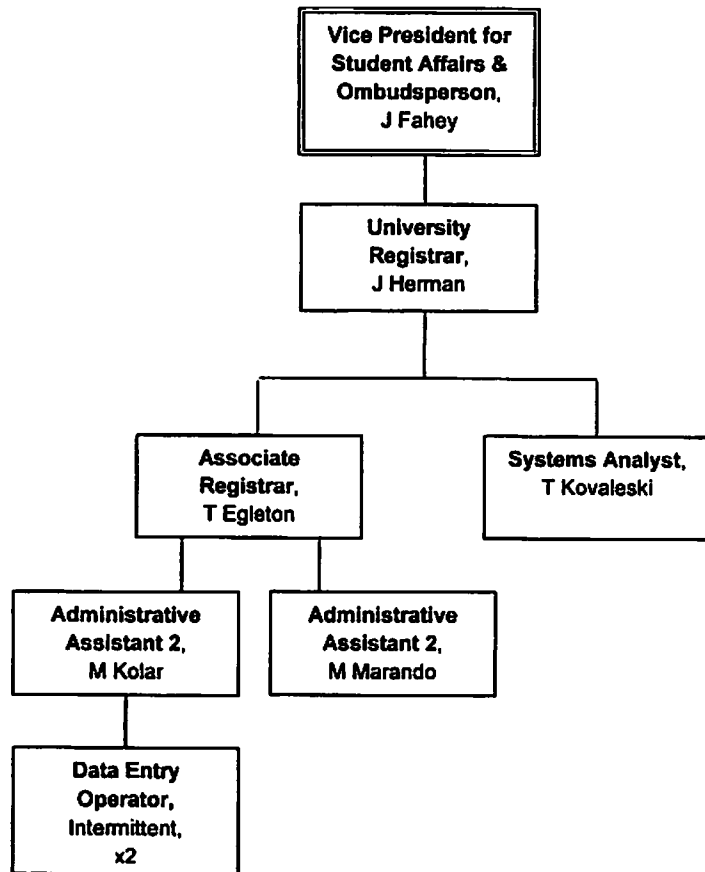 Vice President for
Student Affairs &
Ombudsperson,
J Fahey
University
Registrar,
J Herman
Associate
Registrar,
T Egleton
Systems Analyst,
T Kovaleski
Administrative
Assistant 2,
M Kolar
Administrative
Assistant 2,
M Marando
Data Entry
Operator,
Intermittent,
x2